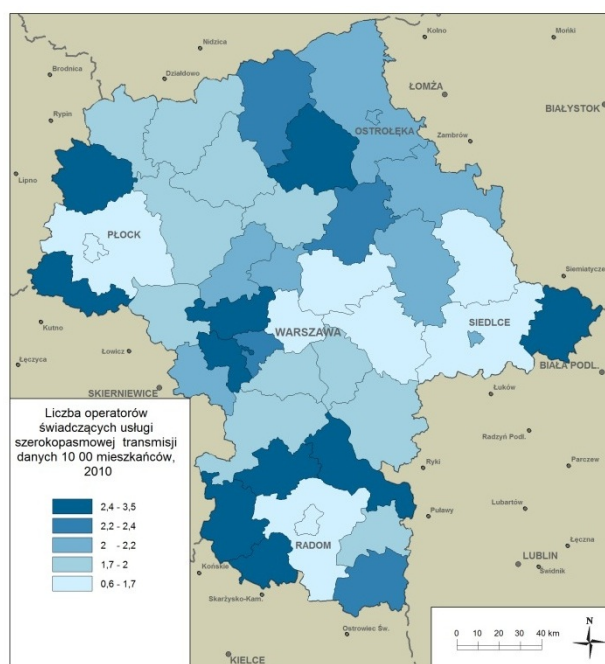 Nidzica
Kolno
Mońki
Brodnica
Działdowo
ŁOMŻA
BIAŁYSTOK
Rypin
OSTROŁĘKA
Zambrów
Lipno
PŁOCK
Siemiatycze
Kutno
WARSZAWA
SIEDLCE
Łowicz
Łęczyca
BIAŁA PODL.
SKIERNIEWICE
Łuków
Liczba operatorów
świadczących usługi
szerokopasmowej transmisji
danych 10 00 mieszkańców,
2010
2,4 - 3,5
2,2 - 2,4
2 - 2,2
1,7 - 2
0,6 - 1,7
Radzyń Podl.
Ryki
Parczew
Puławy
Lubartów
RADOM
Łęczna
Końskie
LUBLIN
Świdnik
Skarżysko-Kam.
Ostrowiec Św.
KIELCE
N
0 10 20 30 40 km